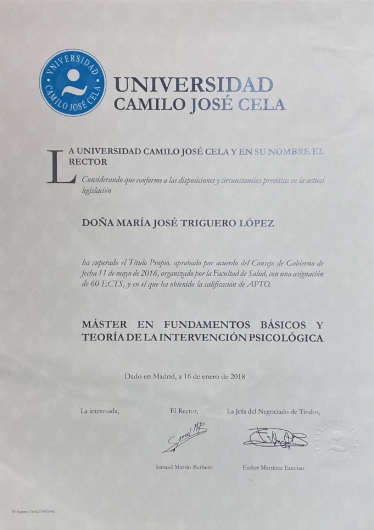 UNIVERSIDAD
CAMILO JOSÉ CELA
UNIVERSIDAD
CAMILO JOSÉ CELA
LA UNIVERSIDAD CAMILO JOSÉ CELA Y EN SU NOMBRE EL
RECTOR
Considerando que conforme a las disposiciones y circunstancias previstas en la actual
legislación
DOÑA MARÍA JOSÉ TRIGUERO LÓPEZ
ha superado el Título Propio, aprobado por acuerdo del Consejo de Gobierno de
fecha 11 de mayo de 2016, organizado por la Facultad de Salud, con una asignación
de 60 ECTS, y en el que ha obtenido la calificación de APTO.
MÁSTER EN FUNDAMENTOS BÁSICOS Y
TEORÍA DE LA INTERVENCIÓN PSICOLÓGICA
Dado en Madrid, a 16 de enero de 2018
La interesada, El Rector, La Jefa del Negociado de Títulos,
Samuel Martín-Barbero Esther Martínez Escobar